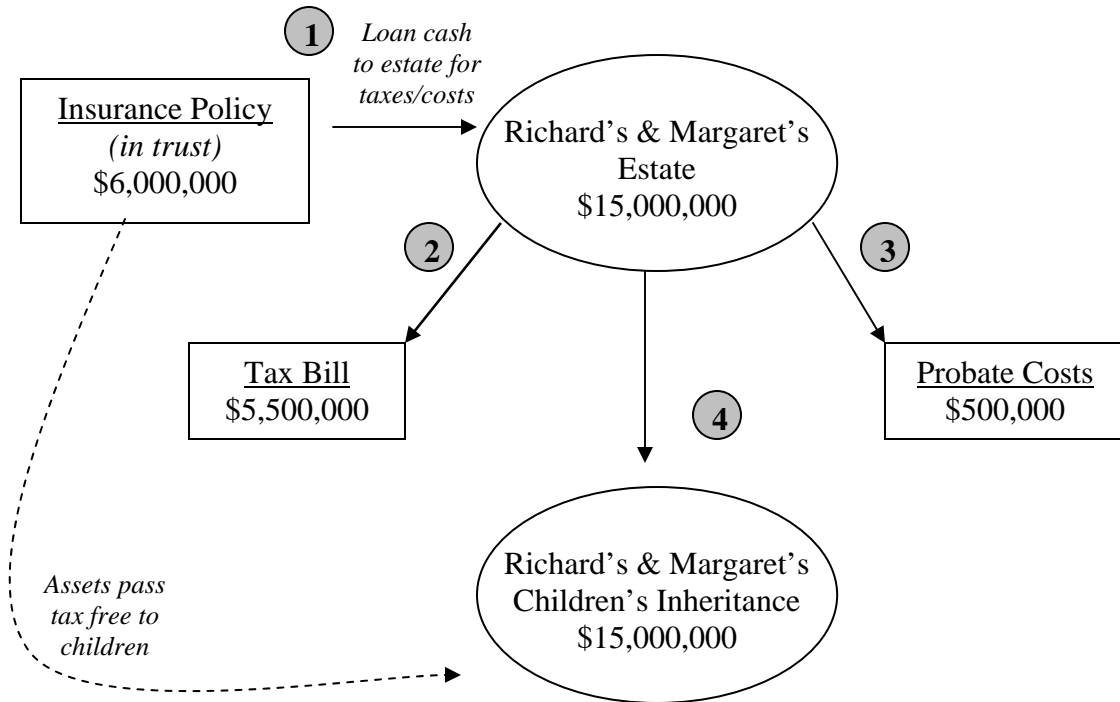 1
Loan cash
to estate for
taxes/costs
Insurance Policy
(in trust)
$6,000,000
Richard’s & Margaret’s
Estate
$15,000,000
2
3
Tax Bill
$5,500,000
Probate Costs
$500,000
4
Assets pass
tax free to
children
Richard’s & Margaret’s
Children’s Inheritance
$15,000,000